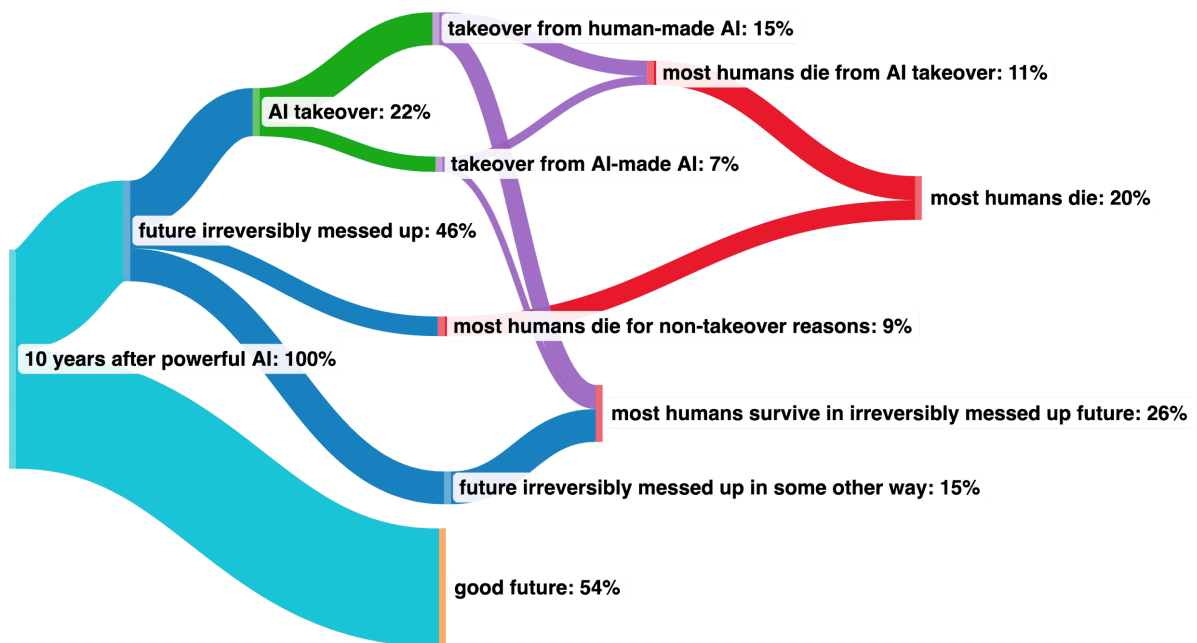 takeover from human-made AI: 15%
most humans die from AI takeover: 11%
AI takeover: 22%
takeover from AI-made AI: 7%
most humans die: 20%
future irreversibly messed up: 46%
most humans die for non-takeover reasons: 9%
10 years after powerful AI: 100%
most humans survive in irreversibly messed up future: 26%
future irreversibly messed up in some other way: 15%
good future: 54%